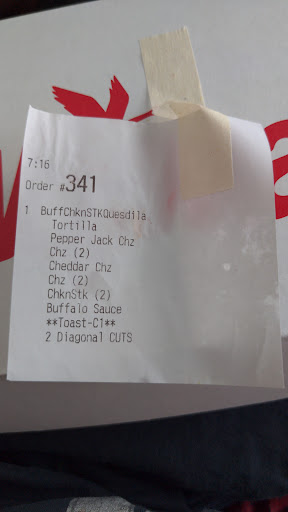 7:16
Order #341
1 BuffChknSTKQuesdila
Tortilla
Pepper Jack Chz
Chz (2)
Cheddar Chz
Chz (2)
ChknStk (2)
Buffalo Sauce
**Toast-C1**
2 Diagonal CUTS